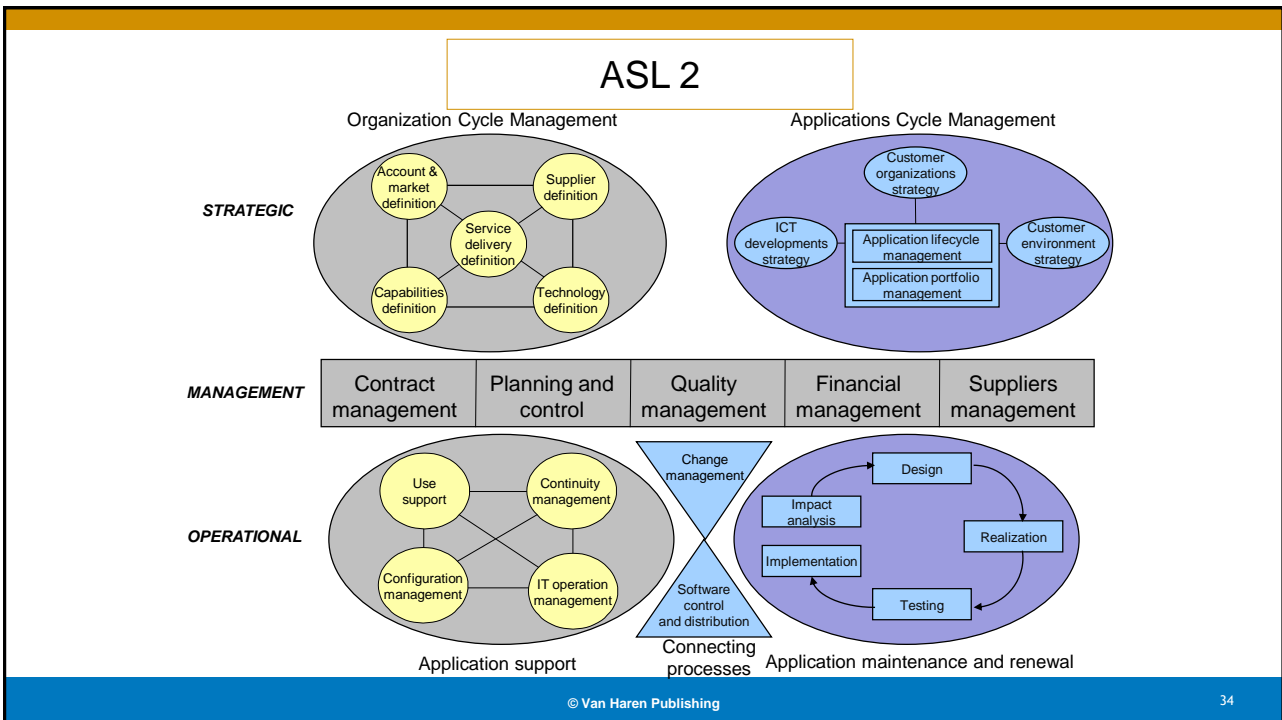 ASL 2
Organization Cycle Management
Applications Cycle Management
STRATEGIC
Account &
market
definition
Supplier
definition
Service
delivery
definition
Capabilities
definition
Technology
definition
Customer
organizations
strategy
ICT
developments
strategy
Application lifecycle
management
Application portfolio
management
Customer
environment
strategy
MANAGEMENT
Contract
management
Planning and
control
Quality
management
Financial
management
Suppliers
management
OPERATIONAL
Use
support
Continuity
management
Configuration
management
IT operation
management
Change
management
Software
control
and distribution
Design
Impact
analysis
Realization
Implementation
Testing
Application support
Connecting
processes
Application maintenance and renewal
© Van Haren Publishing
34